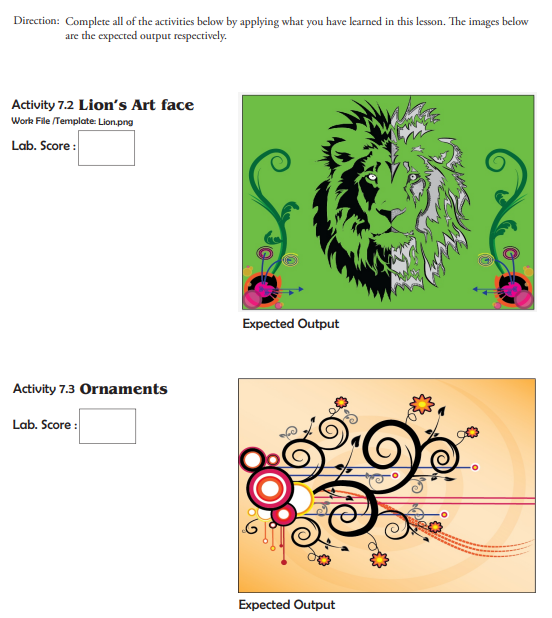 Direction: Complete all of the activities below by applying what you have learned in this lesson. The images below
are the expected output respectively.
Activity 7.2 Lion's Art face
Work File /Template: Lion.png
Lab. Score :
Expected Output
Activity 7.3 Ornaments
Lab. Score :
Expected Output